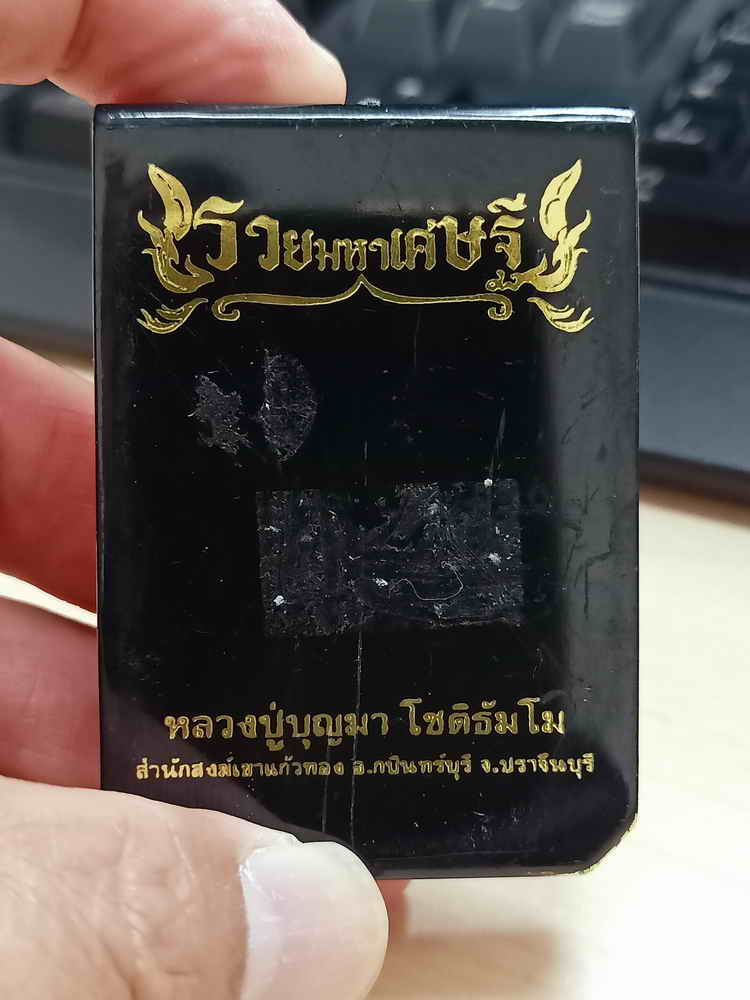 รวยมหาเศรษฐี
หลวงปู่บุญมา โชติธัมโม
สำนักสงฆ์เขาแก้วทอง อ.กบินทร์บุรี จ.ปราจีนบุรี